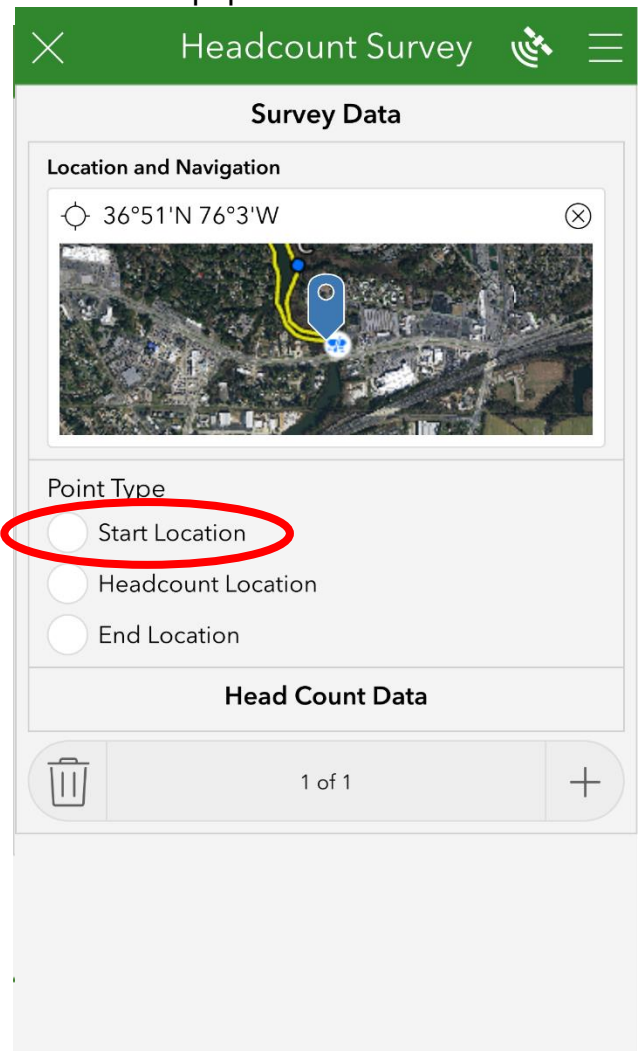 Headcount Survey
Survey Data
Location and Navigation
36°51'N 76°3'W
Point Type
Start Location
Headcount Location
End Location
Head Count Data
1 of 1